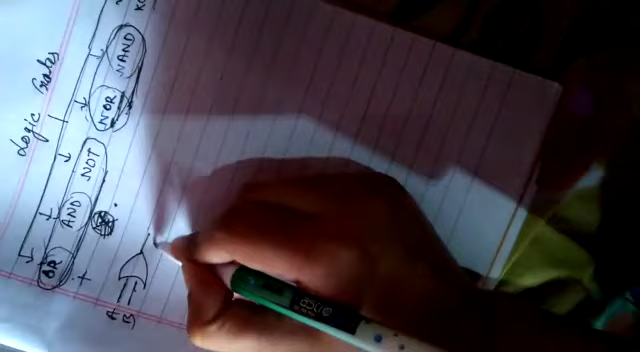 Logic Gates
OR AND NOT NOR NAND
+ .
A
B